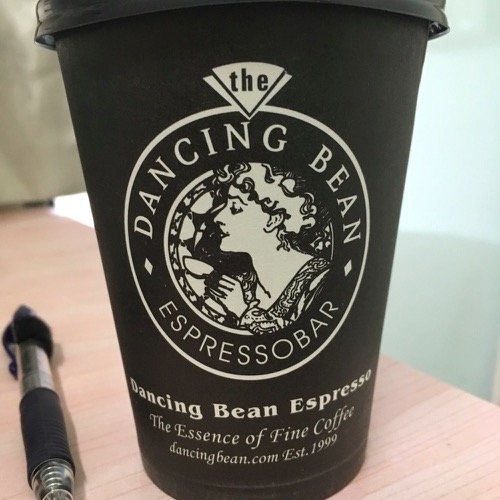 the
DANCING BEAN
ESPRESSOBAR
Dancing Bean Espresso
The Essence of Fine Coffee
dancingbean.com Est. 1999